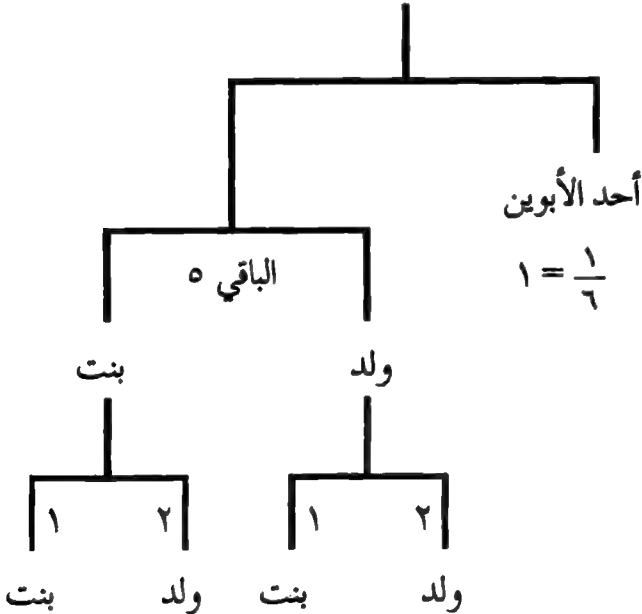 أحد الأبوين
١/٦ = ١
الباقي ٥
ولد بنت
٢ ١ ٢ ١
ولد بنت ولد بنت